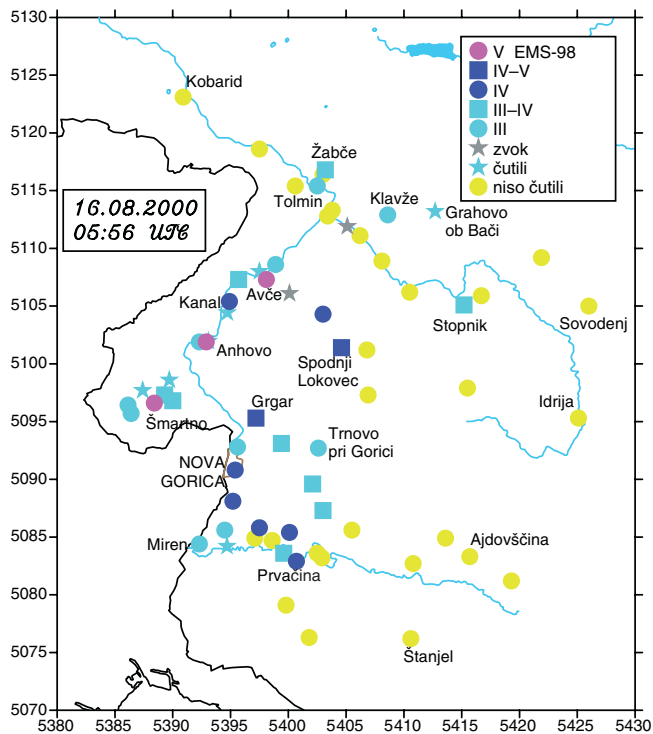 5130
5120
5115
5110
5105
5100
5095
5090
5085
5080
5075
5070
5380 5385 5390 5395 5400 5405 5410 5415 5420 5425 5430
V EMS-98
IV–V
IV
III–IV
III
zvok
čutili
niso čutili
16.08.2000
05:56 UTC
Kobarid
Žabče
Tolmin
Klavže
Grahovo
ob Bači
Kanal
Avče
Stopnik
Sovodenj
Anhovo
Spodnji
Lokovec
Idrija
Grgar
Šmartno
Trnovo
pri Gorici
NOVA
GORICA
Miren
Ajdovščina
Prvačina
Štanjel